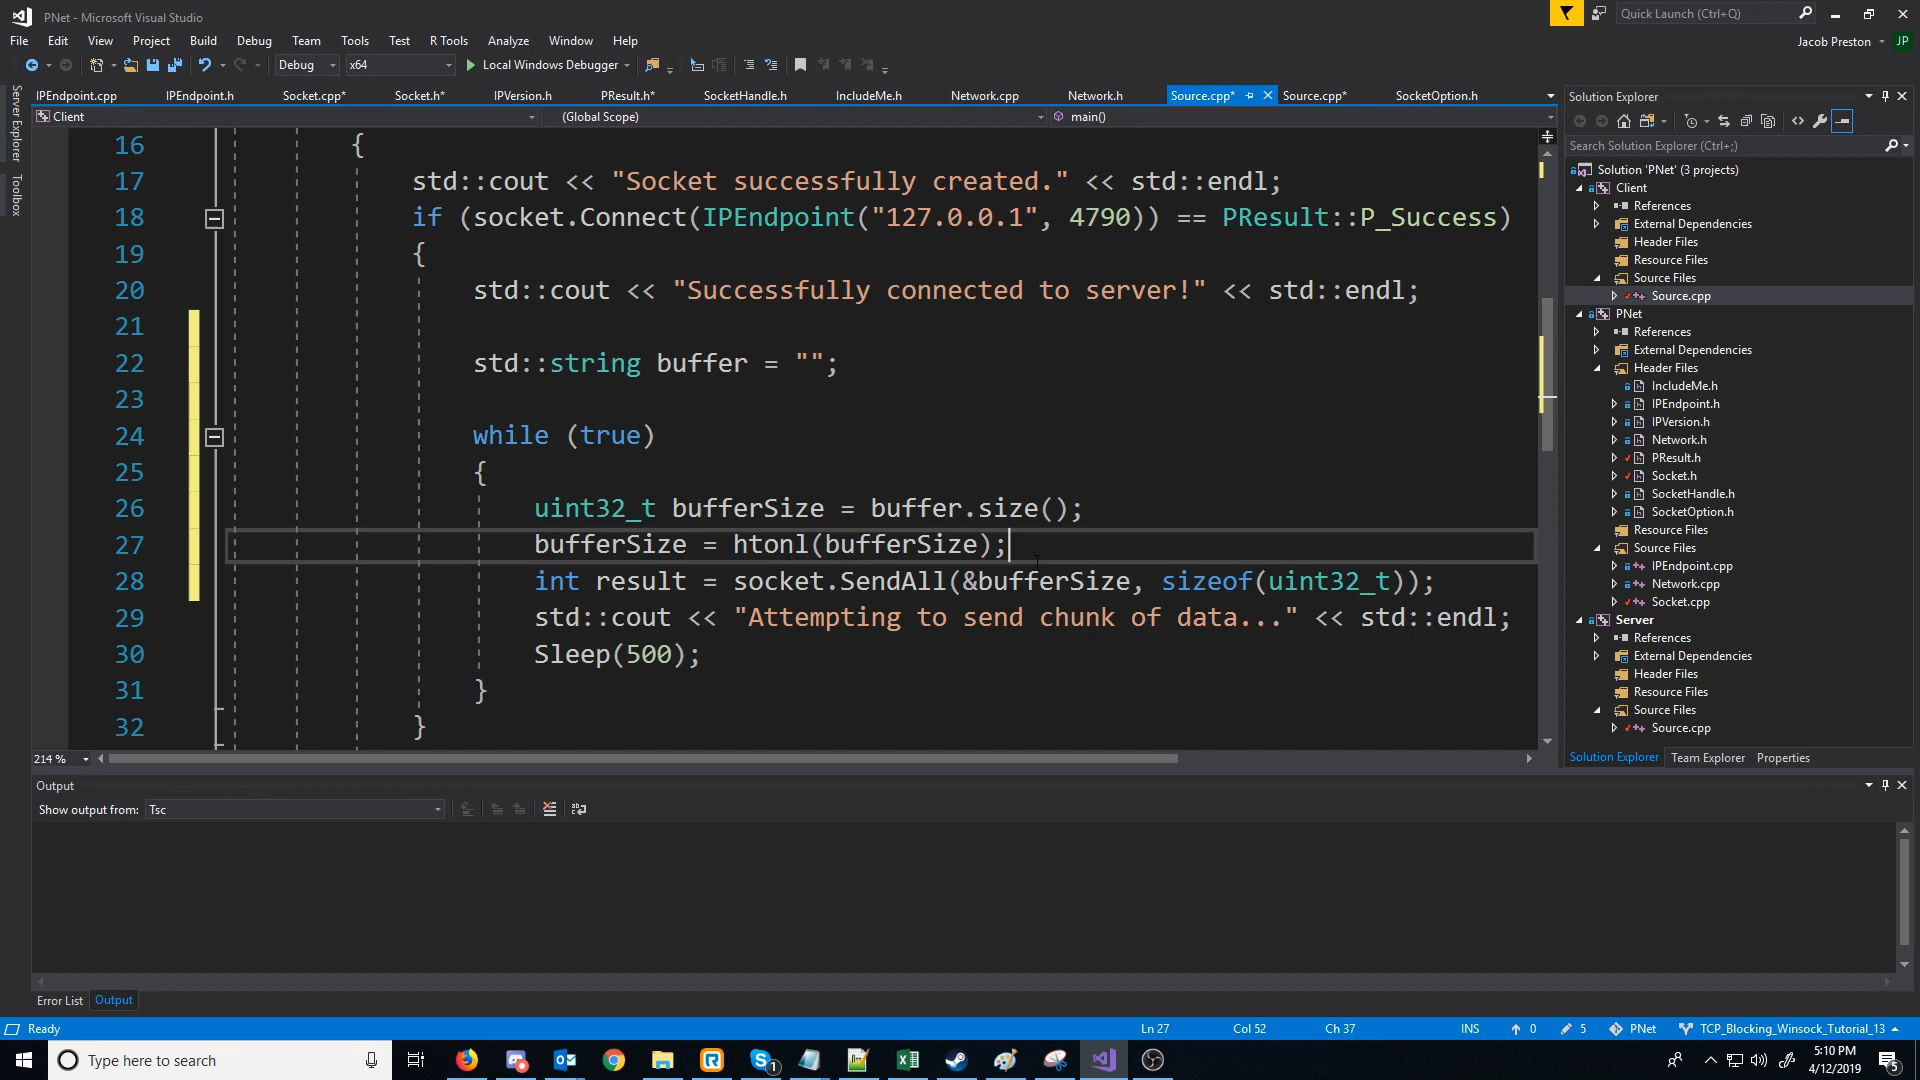 PNet - Microsoft Visual Studio
Quick Launch (Ctrl+Q)
File Edit View Project Build Debug Team Tools Test R Tools Analyze Window Help
Jacob Preston JP
Debug x64 Local Windows Debugger
Server Explorer
Toolbox
IPEndpoint.cpp IPEndpoint.h Socket.cpp* Socket.h* IPVersion.h PResult.h* SocketHandle.h IncludeMe.h Network.cpp Network.h Source.cpp* Source.cpp* SocketOption.h
Client (Global Scope) main()
16 {
17 std::cout << "Socket successfully created." << std::endl;
18 if (socket.Connect(IPEndpoint("127.0.0.1", 4790)) == PResult::P_Success)
19 {
20 std::cout << "Successfully connected to server!" << std::endl;
21
22 std::string buffer = "";
23
24 while (true)
25 {
26 uint32_t bufferSize = buffer.size();
27 bufferSize = htonl(bufferSize);
28 int result = socket.SendAll(&bufferSize, sizeof(uint32_t));
29 std::cout << "Attempting to send chunk of data..." << std::endl;
30 Sleep(500);
31 }
32 }
214 %
Solution Explorer
Search Solution Explorer (Ctrl+;)
Solution 'PNet' (3 projects)
Client
References
External Dependencies
Header Files
Resource Files
Source Files
Source.cpp
PNet
References
External Dependencies
Header Files
IncludeMe.h
IPEndpoint.h
IPVersion.h
Network.h
PResult.h
Socket.h
SocketHandle.h
SocketOption.h
Resource Files
Source Files
IPEndpoint.cpp
Network.cpp
Socket.cpp
Server
References
External Dependencies
Header Files
Resource Files
Source Files
Source.cpp
Solution Explorer Team Explorer Properties
Output
Show output from: Tsc
Error List Output
Ready Ln 27 Col 52 Ch 37 INS 0 5 PNet TCP_Blocking_Winsock_Tutorial_13
Type here to search
1
5:10 PM
4/12/2019
5